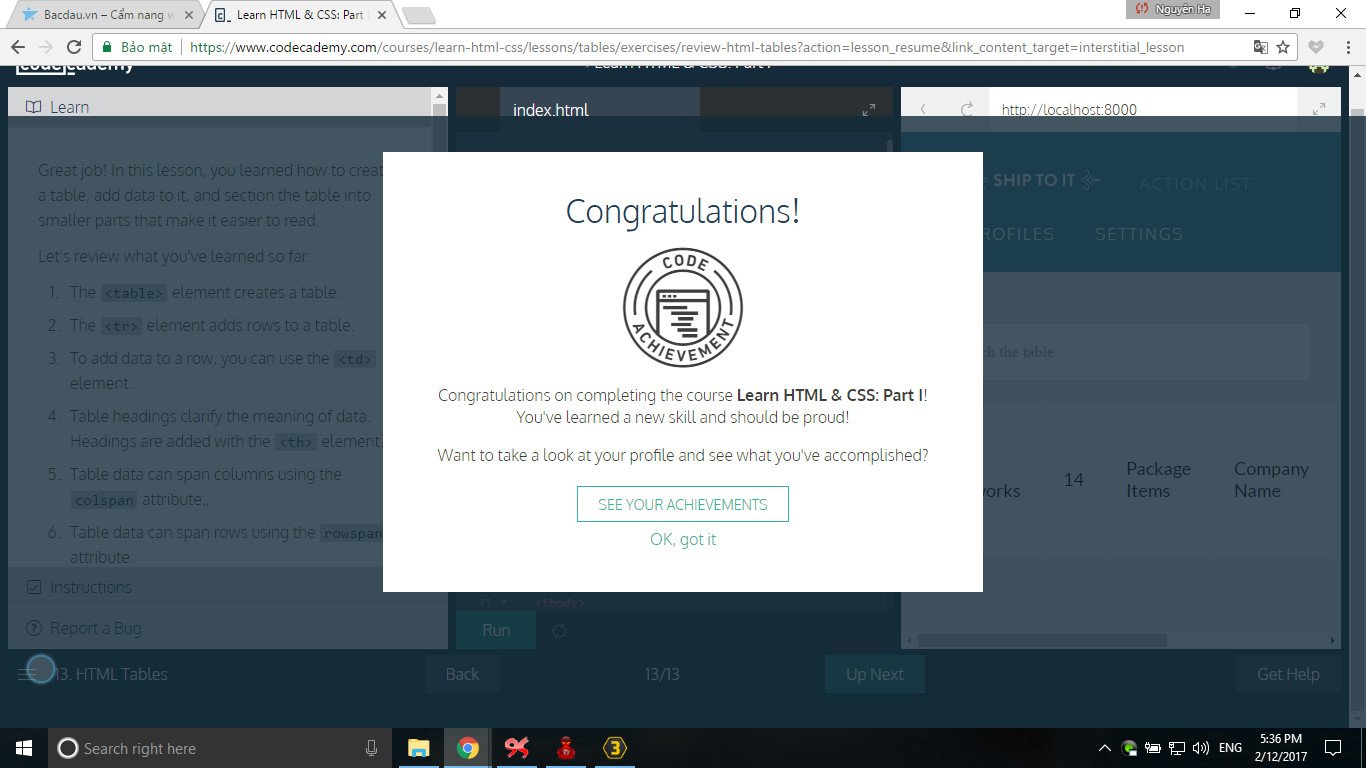 Bacdau.vn – Cẩm nang w
Learn HTML & CSS: Part I
Nguyễn Hạ
Bảo mật
https://www.codecademy.com/courses/learn-html-css/lessons/tables/exercises/review-html-tables?action=lesson_resume&link_content_target=interstitial_lesson
codecademy
Learn HTML & CSS: Part I
Learn
index.html
http://localhost:8000
Great job! In this lesson, you learned how to creat
a table, add data to it, and section the table into
smaller parts that make it easier to read.
Let's review what you've learned so far:
1. The <table> element creates a table.
2. The <tr> element adds rows to a table.
3. To add data to a row, you can use the <td>
element.
4. Table headings clarify the meaning of data.
Headings are added with the <th> element.
5. Table data can span columns using the
colspan attribute.,
6. Table data can span rows using the rowspan
attribute.
Instructions
Report a Bug
Congratulations!
CODE
ACHIEVEMENT
Congratulations on completing the course Learn HTML & CSS: Part I!
You've learned a new skill and should be proud!
Want to take a look at your profile and see what you've accomplished?
SEE YOUR ACHIEVEMENTS
OK, got it
21 <tbody>
Run
SHIP TO IT
ACTION LIST
ROFILES
SETTINGS
ch the table
orks
14
Package
Items
Company
Name
13. HTML Tables
Back
13/13
Up Next
Get Help
Search right here
ENG
5:36 PM
2/12/2017